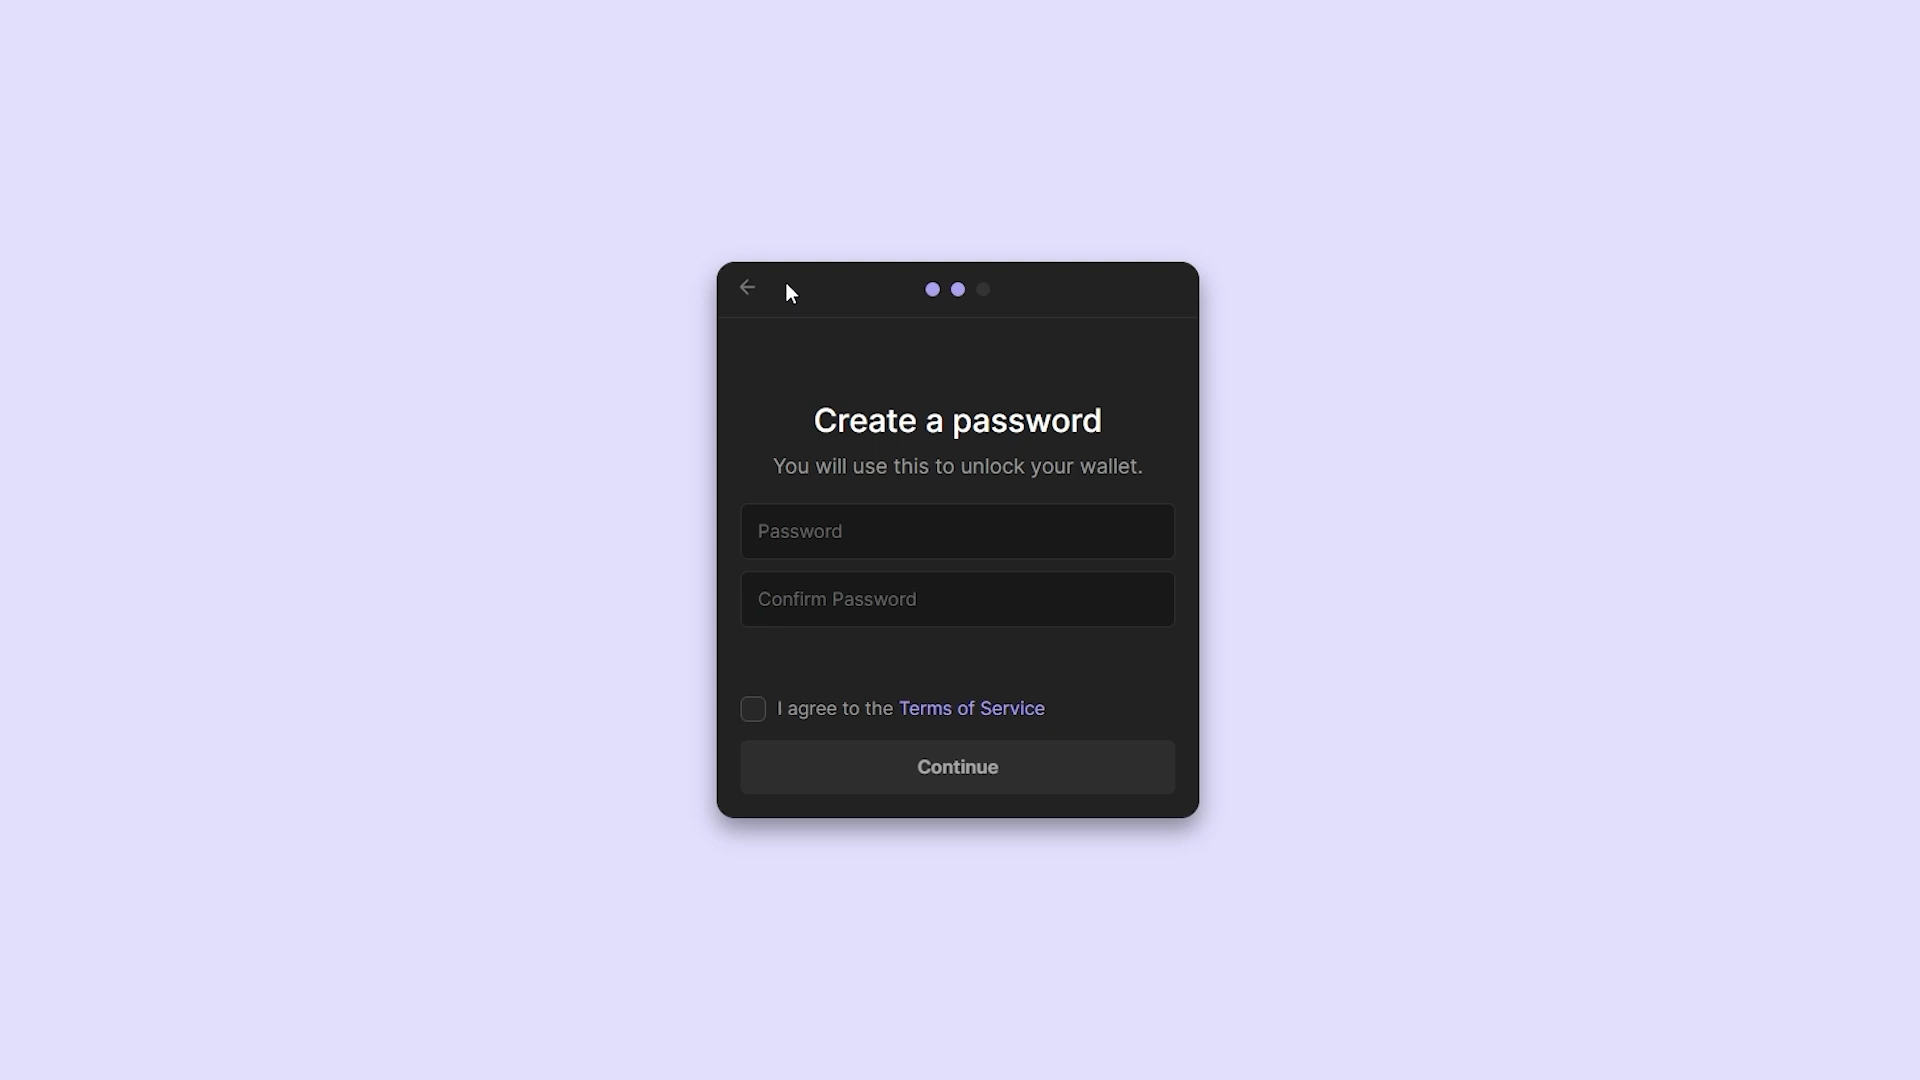 Create a password
You will use this to unlock your wallet.
Password
Confirm Password
I agree to the Terms of Service
Continue